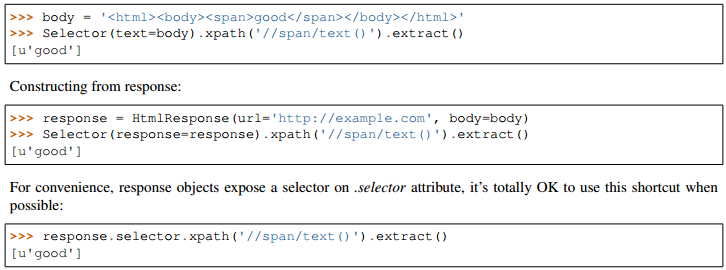 >>> body = '<html><body><span>good</span></body></html>'
>>> Selector(text=body).xpath('//span/text()').extract()
[u'good']
Constructing from response:
>>> response = HtmlResponse(url='http://example.com', body=body)
>>> Selector(response=response).xpath('//span/text()').extract()
[u'good']
For convenience, response objects expose a selector on .selector attribute, it's totally OK to use this shortcut when
possible:
>>> response.selector.xpath('//span/text()').extract()
[u'good']